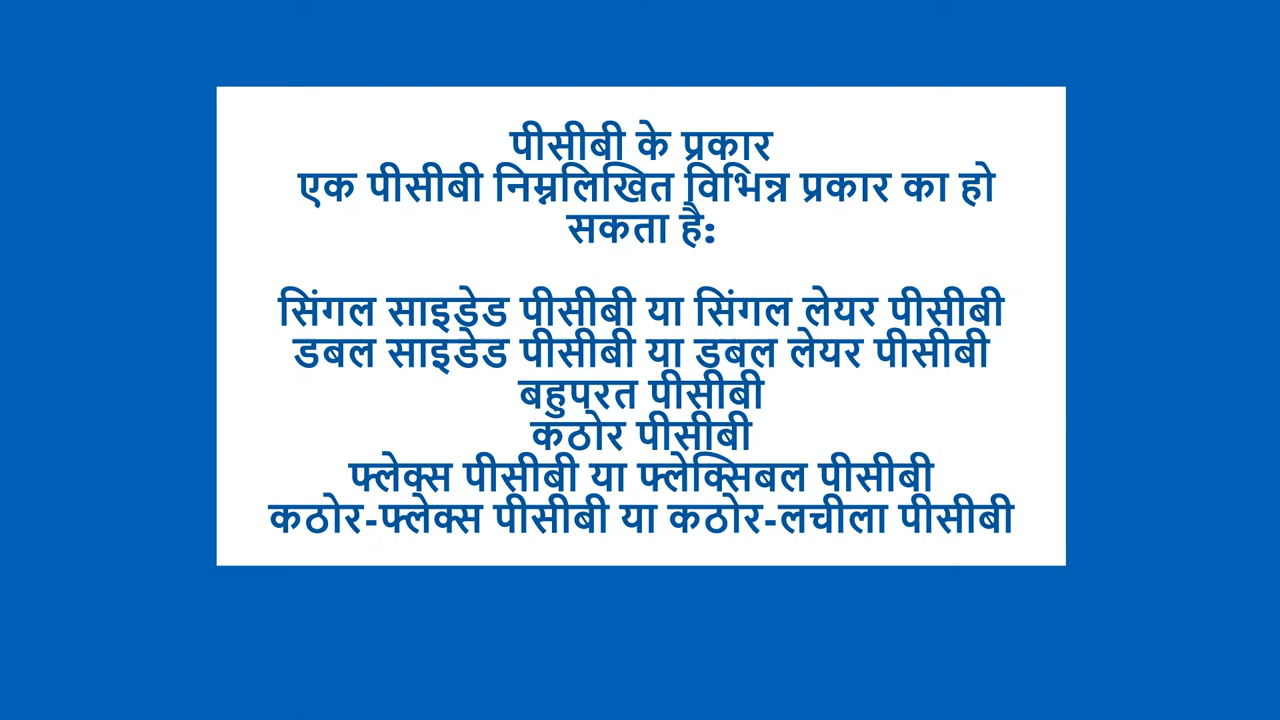 पीसीबी के प्रकार
एक पीसीबी निम्नलिखित विभिन्न प्रकार का हो
सकता है:
सिंगल साइडेड पीसीबी या सिंगल लेयर पीसीबी
डबल साइडेड पीसीबी या डबल लेयर पीसीबी
बहुपरत पीसीबी
कठोर पीसीबी
फ्लेक्स पीसीबी या फ्लेक्सिबल पीसीबी
कठोर-फ्लेक्स पीसीबी या कठोर-लचीला पीसीबी